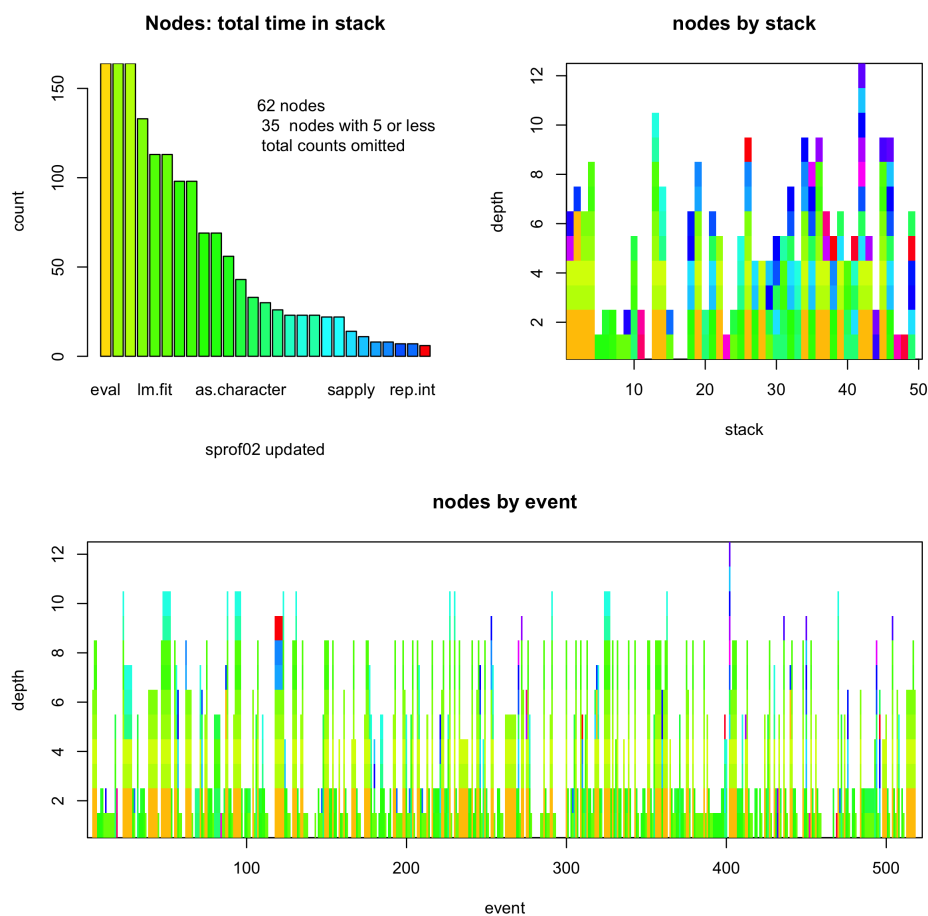 Nodes: total time in stack
count
0 50 100 150
62 nodes
35 nodes with 5 or less
total counts omitted
eval lm.fit as.character sapply rep.int
sprof02 updated
nodes by stack
depth
2 4 6 8 10 12
10 20 30 40 50
stack
nodes by event
depth
2 4 6 8 10 12
100 200 300 400 500
event